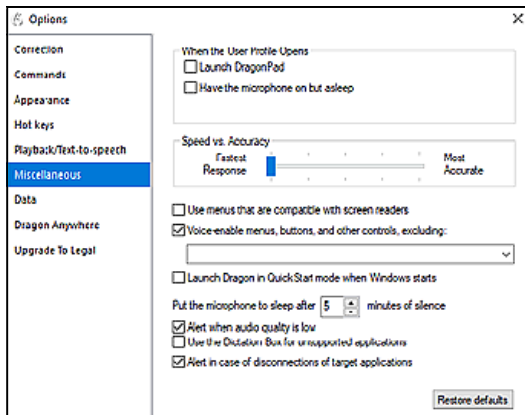 Options
Correction
Commands
Appearance
Hot keys
Playback/Text-to-speech
Miscellaneous
Data
Dragon Anywhere
Upgrade To Legal
When the User Profile Opens
Launch DragonPad
Have the microphone on but asleep
Speed vs. Accuracy
Fastest Response
Most Accurate
Use menus that are compatible with screen readers
Voice-enable menus, buttons, and other controls, excluding:
Launch Dragon in QuickStart mode when Windows starts
Put the microphone to sleep after 5 minutes of silence
Alert when audio quality is low
Use the Dictation Box for unsupported applications
Alert in case of disconnections of target applications
Restore defaults